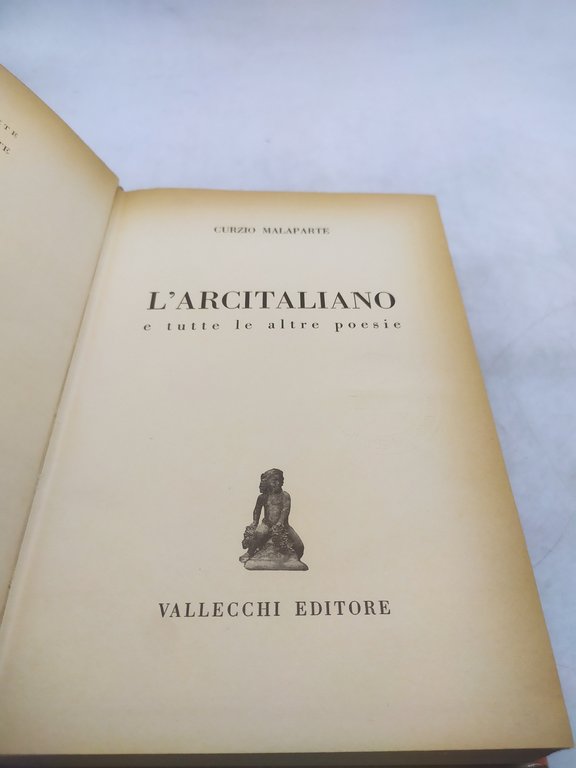 CURZIO MALAPARTE
L'ARCITALIANO
e tutte le altre poesie
VALLECCHI EDITORE